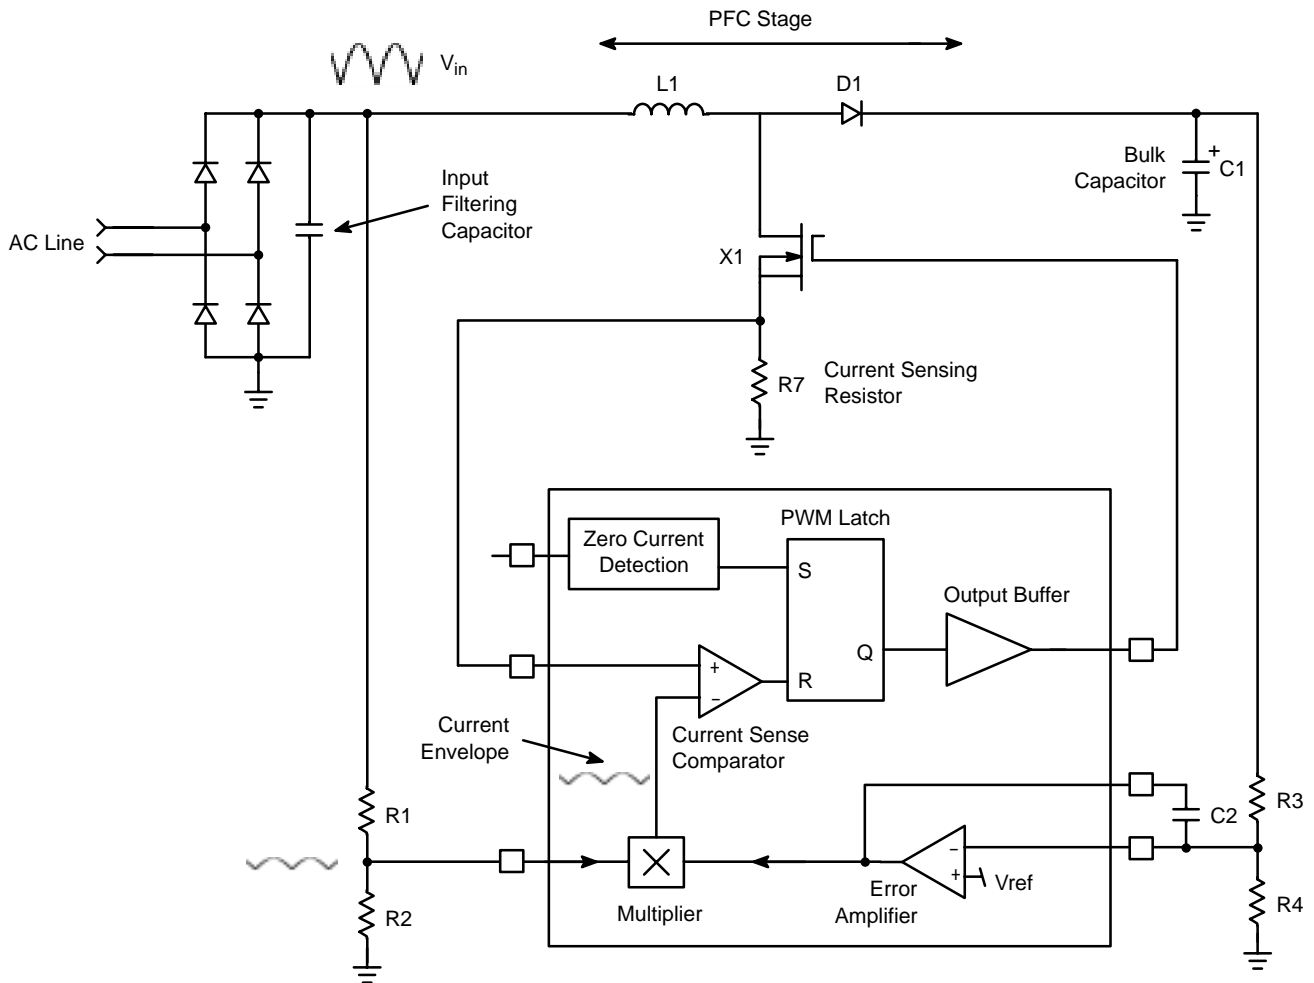 PFC Stage
Vin
L1
D1
Bulk
Capacitor
+
C1
Input
Filtering
Capacitor
AC Line
X1
R7
Current Sensing
Resistor
PWM Latch
Zero Current
Detection
S
Output Buffer
Q
+
R
−
Current
Envelope
Current Sense
Comparator
R1
R3
C2
−
+
Vref
Error
Amplifier
Multiplier
R2
R4